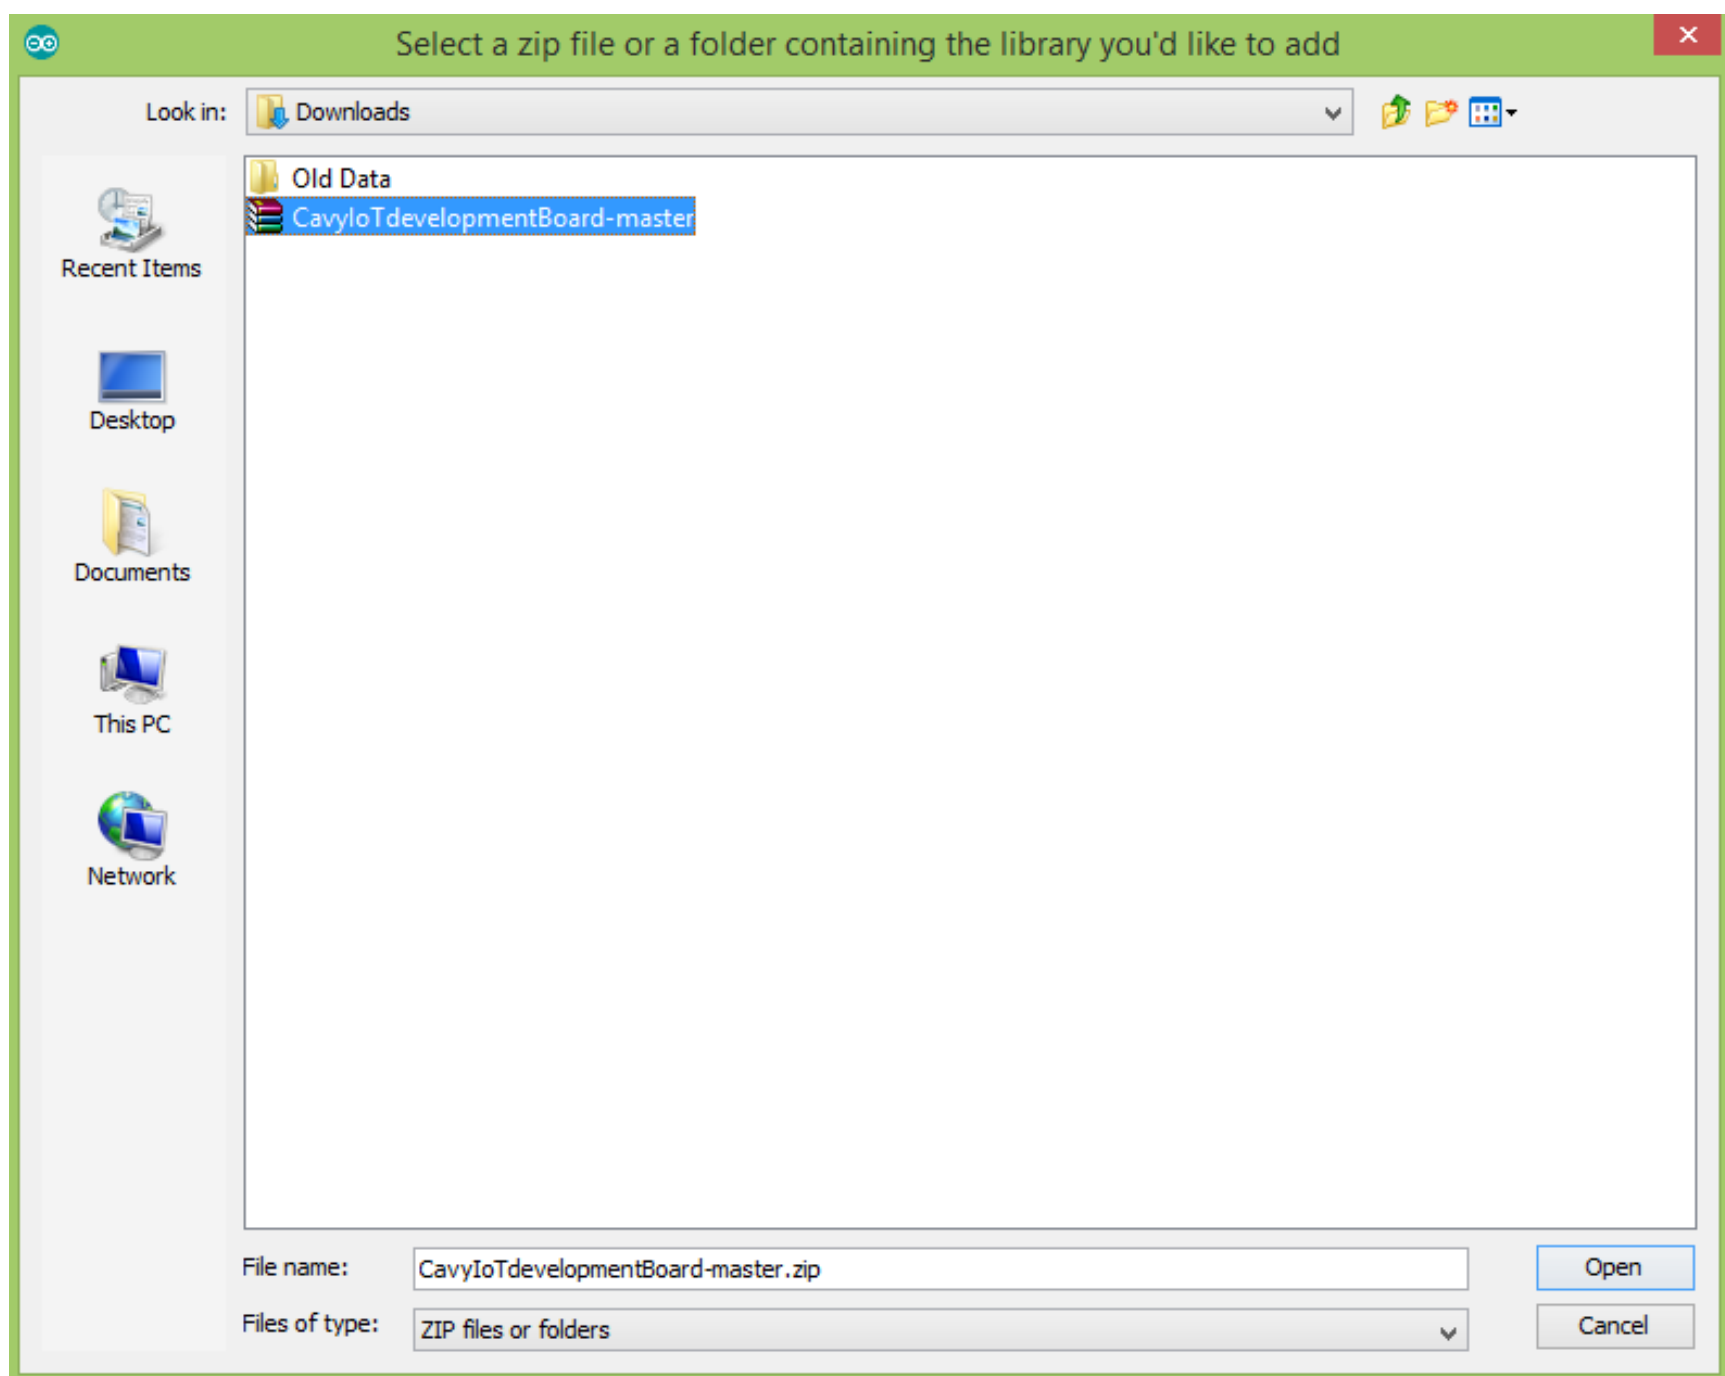 Select a zip file or a folder containing the library you'd like to add
Look in: Downloads
Old Data
CavyIoTdevelopmentBoard-master
Recent Items
Desktop
Documents
This PC
Network
File name: CavyIoTdevelopmentBoard-master.zip Open
Files of type: ZIP files or folders Cancel